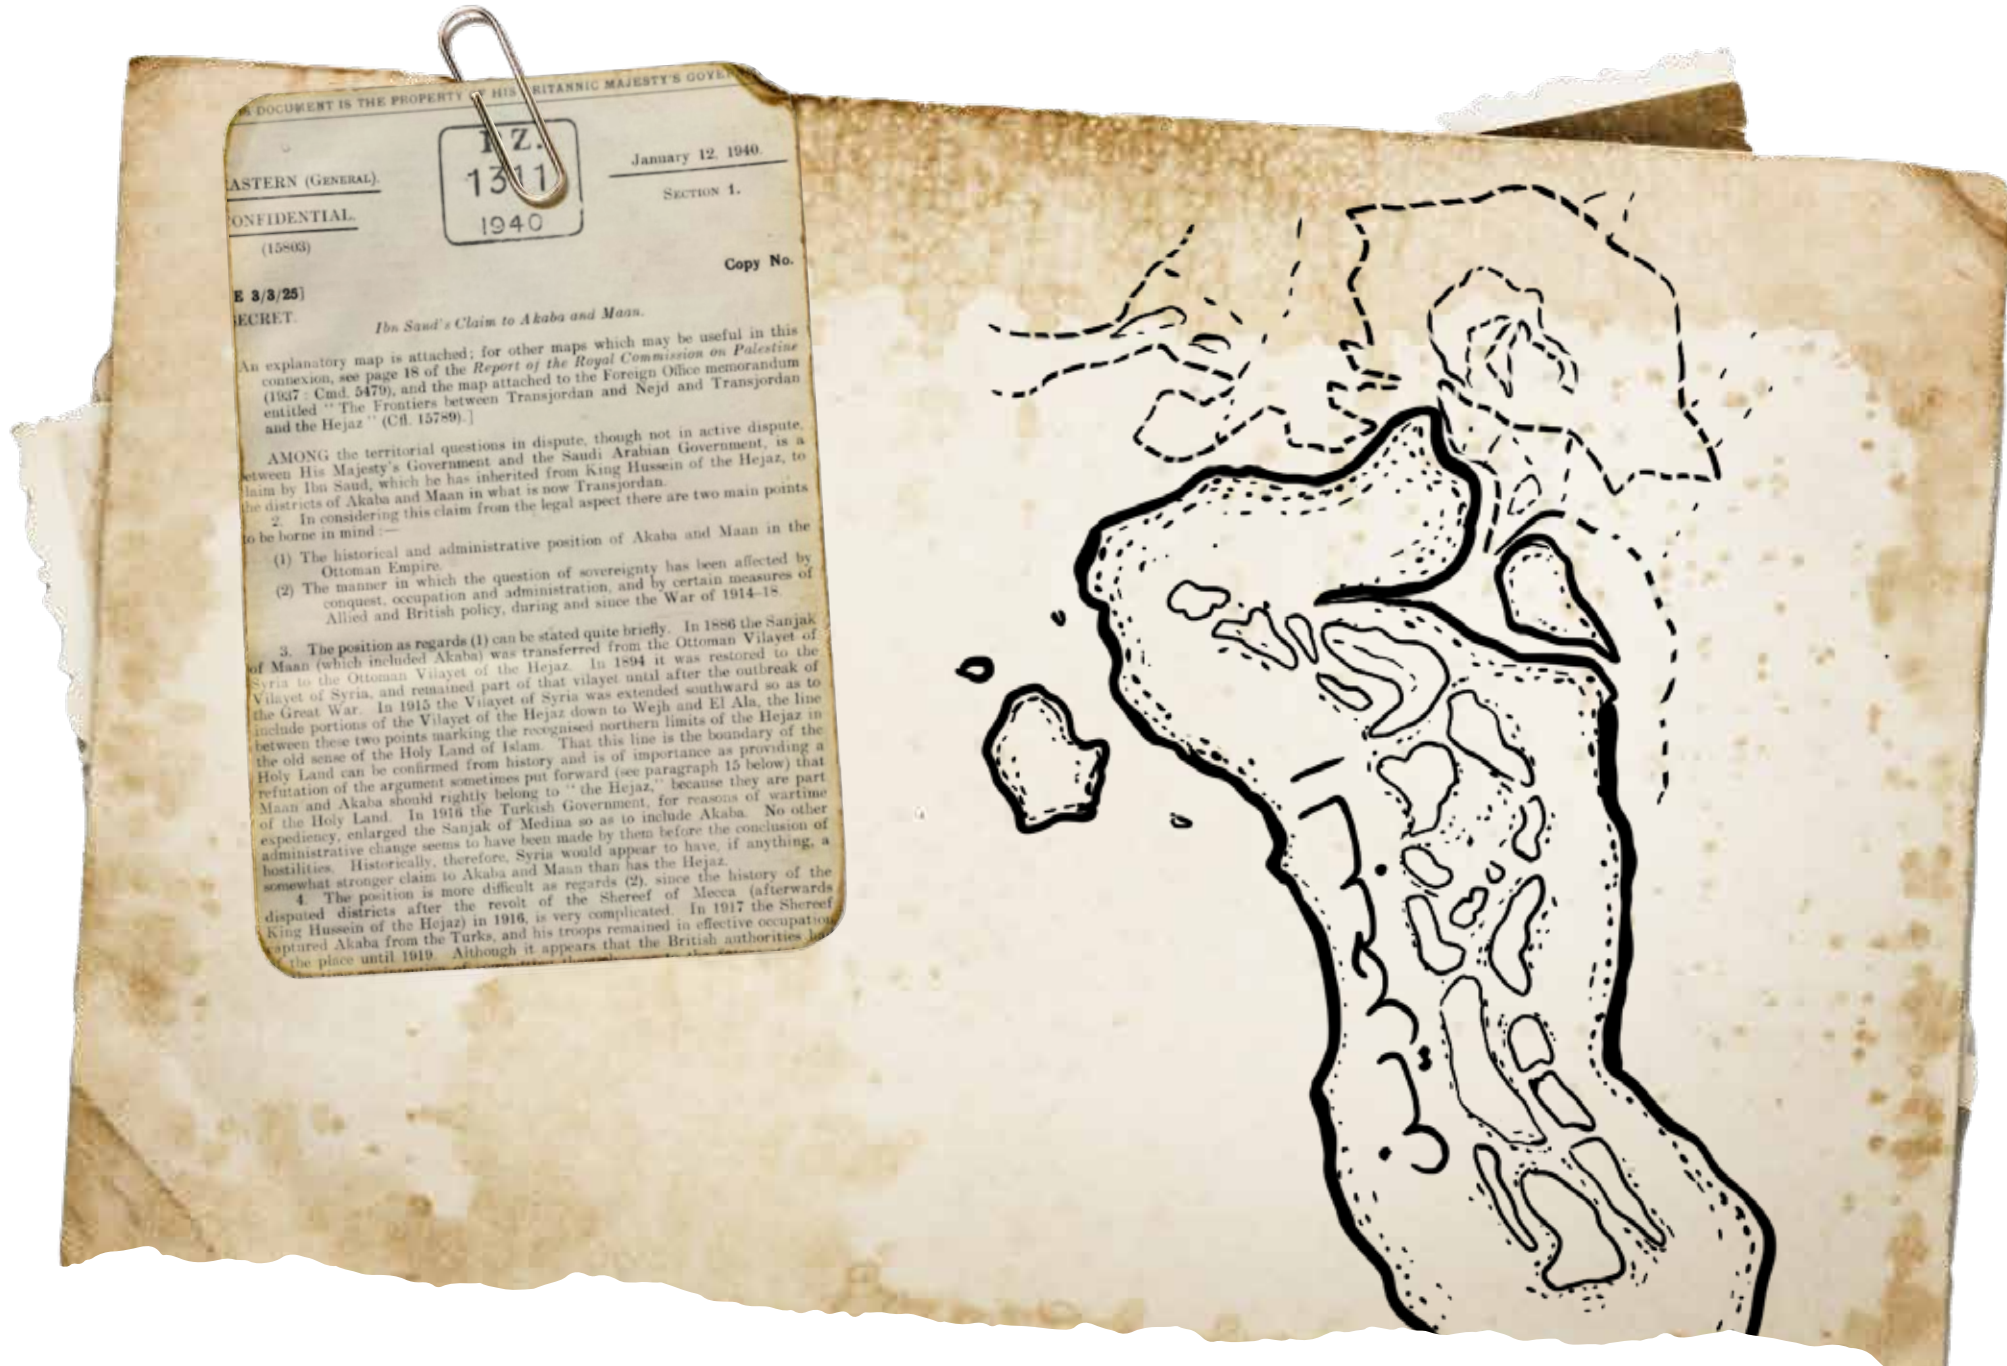 DOCUMENT IS THE PROPERTY OF HIS BRITANNIC MAJESTY'S
EASTERN (GENERAL).
CONFIDENTIAL.
(15803)
P.Z.
1311
1940
January 12, 1940.
SECTION 1.
Copy No.
E 3/3/25]
SECRET.
Ibn Saud's Claim to Akaba and Maan.
An explanatory map is attached; for other maps which may be useful in this
connexion, see page 18 of the Report of the Royal Commission on Palestine
(1937: Cmd. 5479), and the map attached to the Foreign Office memorandum
entitled "The Frontiers between Transjordan and Nejd and Transjordan
and the Hejaz" (Cfl. 15789).]
AMONG the territorial questions in dispute, though not in active dispute,
between His Majesty's Government and the Saudi Arabian Government, is a
claim by Ibn Saud, which he has inherited from King Hussein of the Hejaz, to
the districts of Akaba and Maan in what is now Transjordan.
2. In considering this claim from the legal aspect there are two main points
to be borne in mind:—
(1) The historical and administrative position of Akaba and Maan in the
Ottoman Empire.
(2) The manner in which the question of sovereignty has been affected by
conquest, occupation and administration, and by certain measures of
Allied and British policy, during and since the War of 1914-18.
3. The position as regards (1) can be stated quite briefly. In 1886 the Sanjak
of Maan (which included Akaba) was transferred from the Ottoman Vilayet of
Syria to the Ottoman Vilayet of the Hejaz. In 1894 it was restored to the
Vilayet of Syria, and remained part of that vilayet until after the outbreak of
the Great War. In 1915 the Vilayet of Syria was extended southward so as to
include portions of the Vilayet of the Hejaz down to Wejh and El Ala, the line
between these two points marking the recognised northern limits of the Hejaz in
the old sense of the Holy Land of Islam. That this line is the boundary of the
Holy Land can be confirmed from history and is of importance as providing a
refutation of the argument sometimes put forward (see paragraph 15 below) that
Maan and Akaba should rightly belong to "the Hejaz," because they are part
of the Holy Land. In 1916 the Turkish Government, for reasons of wartime
expediency, enlarged the Sanjak of Medina so as to include Akaba. No other
administrative change seems to have been made by them before the conclusion of
hostilities. Historically, therefore, Syria would appear to have, if anything, a
somewhat stronger claim to Akaba and Maan than has the Hejaz.
4. The position is more difficult as regards (2), since the history of the
disputed districts after the revolt of the Shereef of Mecca (afterwards
King Hussein of the Hejaz) in 1916, is very complicated. In 1917 the Shereef
captured Akaba from the Turks, and his troops remained in effective occupation
of the place until 1919. Although it appears that the British authorities